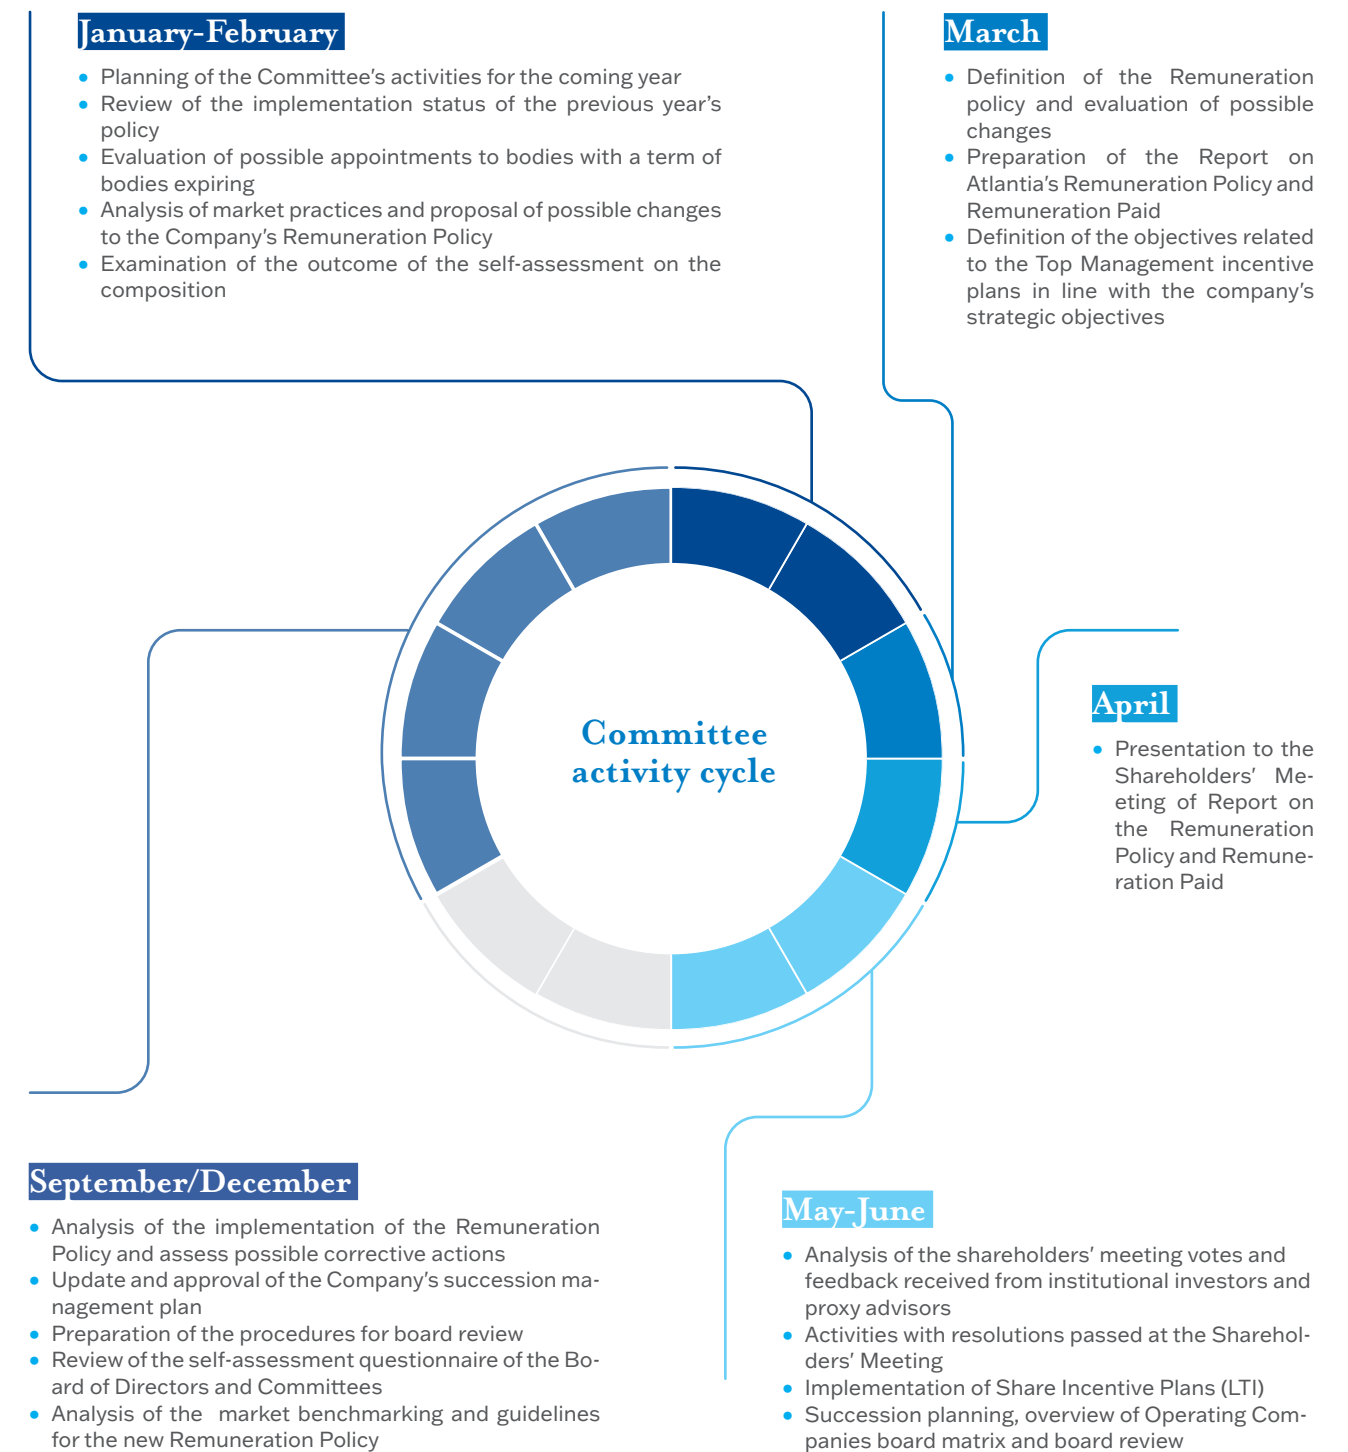 January-February
• Planning of the Committee's activities for the coming year
• Review of the implementation status of the previous year's
policy
• Evaluation of possible appointments to bodies with a term of
bodies expiring
• Analysis of market practices and proposal of possible changes
to the Company's Remuneration Policy
• Examination of the outcome of the self-assessment on the
composition
March
• Definition of the Remuneration
policy and evaluation of possible
changes
• Preparation of the Report on
Atlantia's Remuneration Policy and
Remuneration Paid
• Definition of the objectives related
to the Top Management incentive
plans in line with the company's
strategic objectives
Committee
activity cycle
April
• Presentation to the
Shareholders' Me-
eting of Report on
the Remuneration
Policy and Remune-
ration Paid
September/December
• Analysis of the implementation of the Remuneration
Policy and assess possible corrective actions
• Update and approval of the Company's succession ma-
nagement plan
• Preparation of the procedures for board review
• Review of the self-assessment questionnaire of the Bo-
ard of Directors and Committees
• Analysis of the market benchmarking and guidelines
for the new Remuneration Policy
May-June
• Analysis of the shareholders' meeting votes and
feedback received from institutional investors and
proxy advisors
• Activities with resolutions passed at the Sharehol-
ders' Meeting
• Implementation of Share Incentive Plans (LTI)
• Succession planning, overview of Operating Com-
panies board matrix and board review